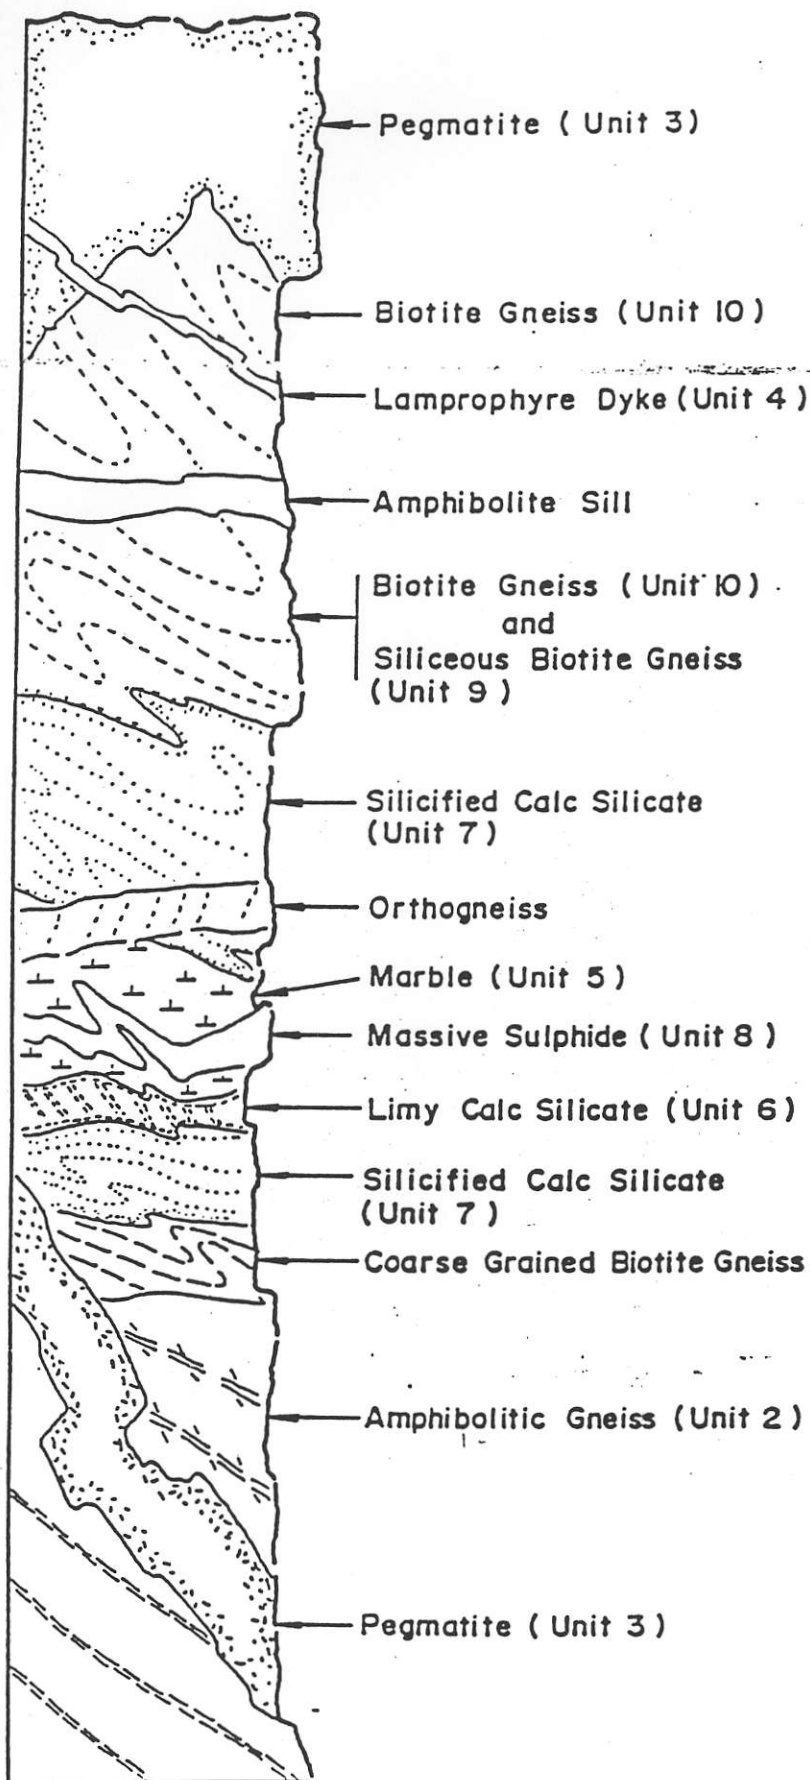 Pegmatite ( Unit 3)
Biotite Gneiss (Unit 10)
Lamprophyre Dyke (Unit 4)
Amphibolite Sill
Biotite Gneiss (Unit 10)
and
Siliceous Biotite Gneiss
(Unit 9)
Silicified Calc Silicate
(Unit 7)
Orthogneiss
Marble (Unit 5)
Massive Sulphide ( Unit 8)
Limy Calc Silicate (Unit 6)
Silicified Calc Silicate
(Unit 7 )
Coarse Grained Biotite Gneiss
Amphibolitic Gneiss (Unit 2)
Pegmatite ( Unit 3)